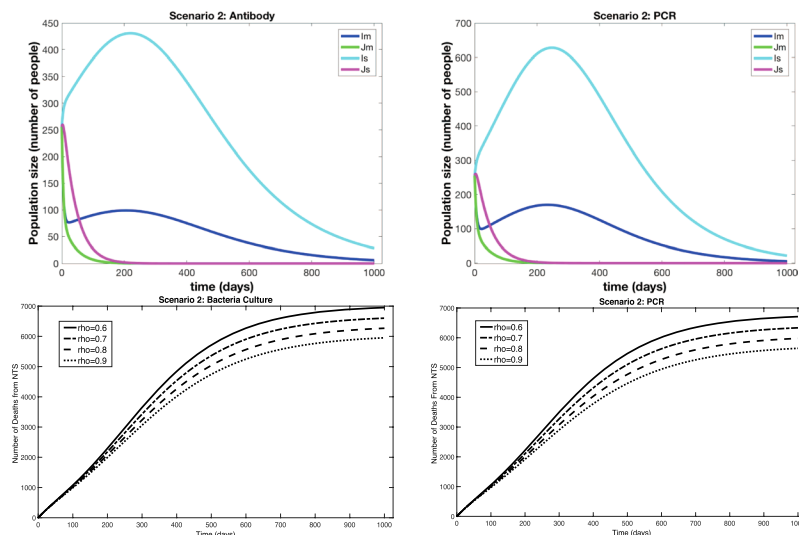 Scenario 2: Antibody
Population size (number of people)
450
400
350
300
250
200
150
100
50
0
0 200 400 600 800 1000
time (days)
Im
Jm
Is
Js
Scenario 2: PCR
Population size (number of people)
700
600
500
400
300
200
100
0
0 200 400 600 800 1000
time (days)
Im
Jm
Is
Js
Scenario 2: Bacteria Culture
Number of Deaths from NTS
7000
6000
5000
4000
3000
2000
1000
0
0 100 200 300 400 500 600 700 800 900 1000
Time (days)
rho=0.6
rho=0.7
rho=0.8
rho=0.9
Scenario 2: PCR
Number of Deaths From NTS
7000
6000
5000
4000
3000
2000
1000
0
0 100 200 300 400 500 600 700 800 900
Time (days)
rho=0.6
rho=0.7
rho=0.8
rho=0.9